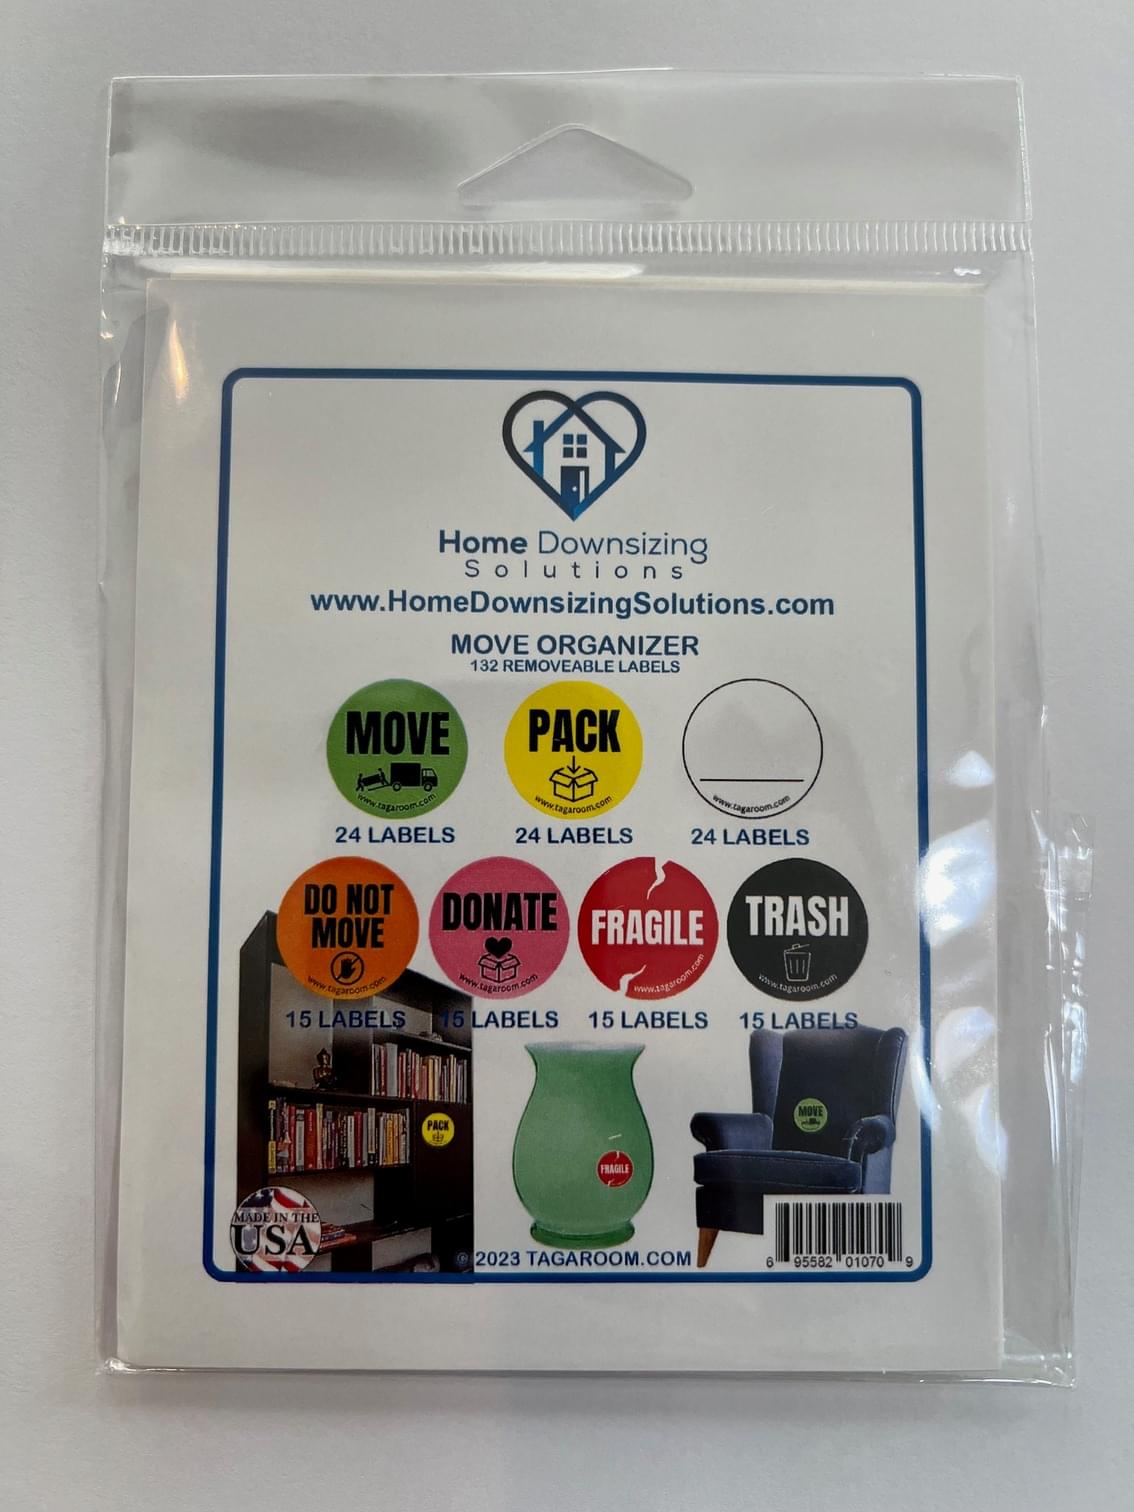 Home Downsizing
Solutions
www.HomeDownsizingSolutions.com
MOVE ORGANIZER
132 REMOVEABLE LABELS
MOVE
www.tagaroom.com
PACK
www.tagaroom.com
www.tagaroom.com
24 LABELS
24 LABELS
24 LABELS
DO NOT
MOVE
www.tagaroom.com
DONATE
www.tagaroom.com
FRAGILE
www.tagaroom.com
TRASH
www.tagaroom.com
15 LABELS
15 LABELS
15 LABELS
15 LABELS
PACK
FRAGILE
MOVE
MADE IN THE
USA
© 2023 TAGAROOM.COM
6 95582 01070 9